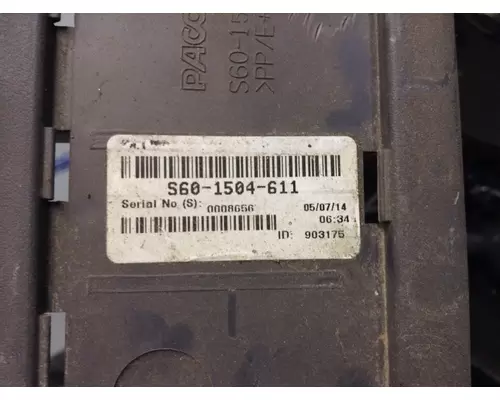 PACC
S60-15
>PP/E+
S60-1504-611
Serial No (S): 0008656
05/07/14
06:34
ID: 903175